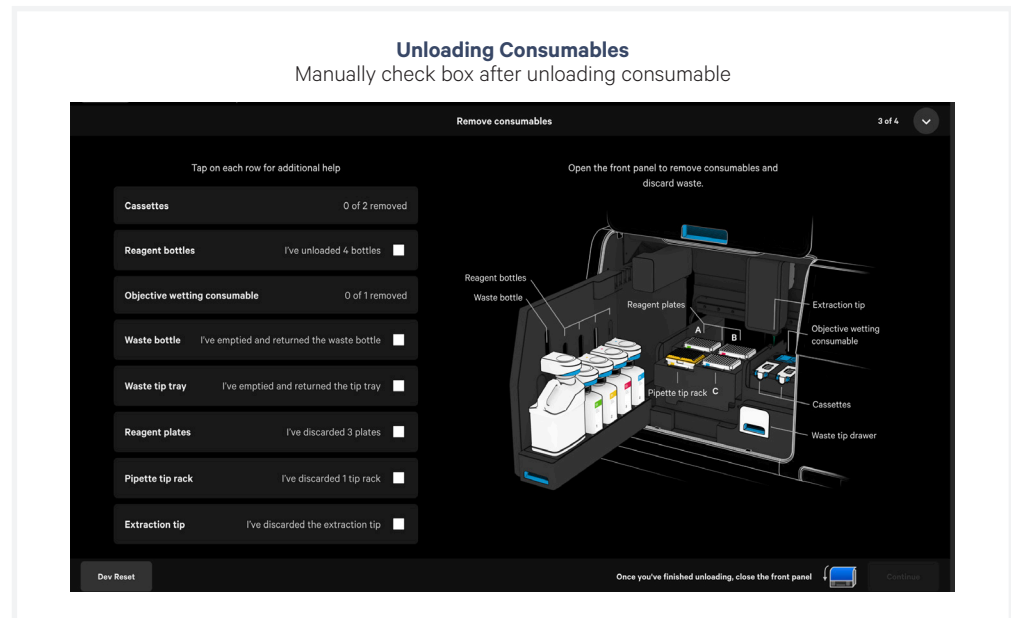 Unloading Consumables
Manually check box after unloading consumable
Remove consumables
3 of 4
Tap on each row for additional help
Cassettes 0 of 2 removed
Reagent bottles I've unloaded 4 bottles
Objective wetting consumable 0 of 1 removed
Waste bottle I've emptied and returned the waste bottle
Waste tip tray I've emptied and returned the tip tray
Reagent plates I've discarded 3 plates
Pipette tip rack I've discarded 1 tip rack
Extraction tip I've discarded the extraction tip
Open the front panel to remove consumables and
discard waste.
Reagent bottles
Waste bottle
Reagent plates
A
B
Extraction tip
Objective wetting
consumable
Pipette tip rack
C
Cassettes
Waste tip drawer
Dev Reset
Once you've finished unloading, close the front panel
Continue